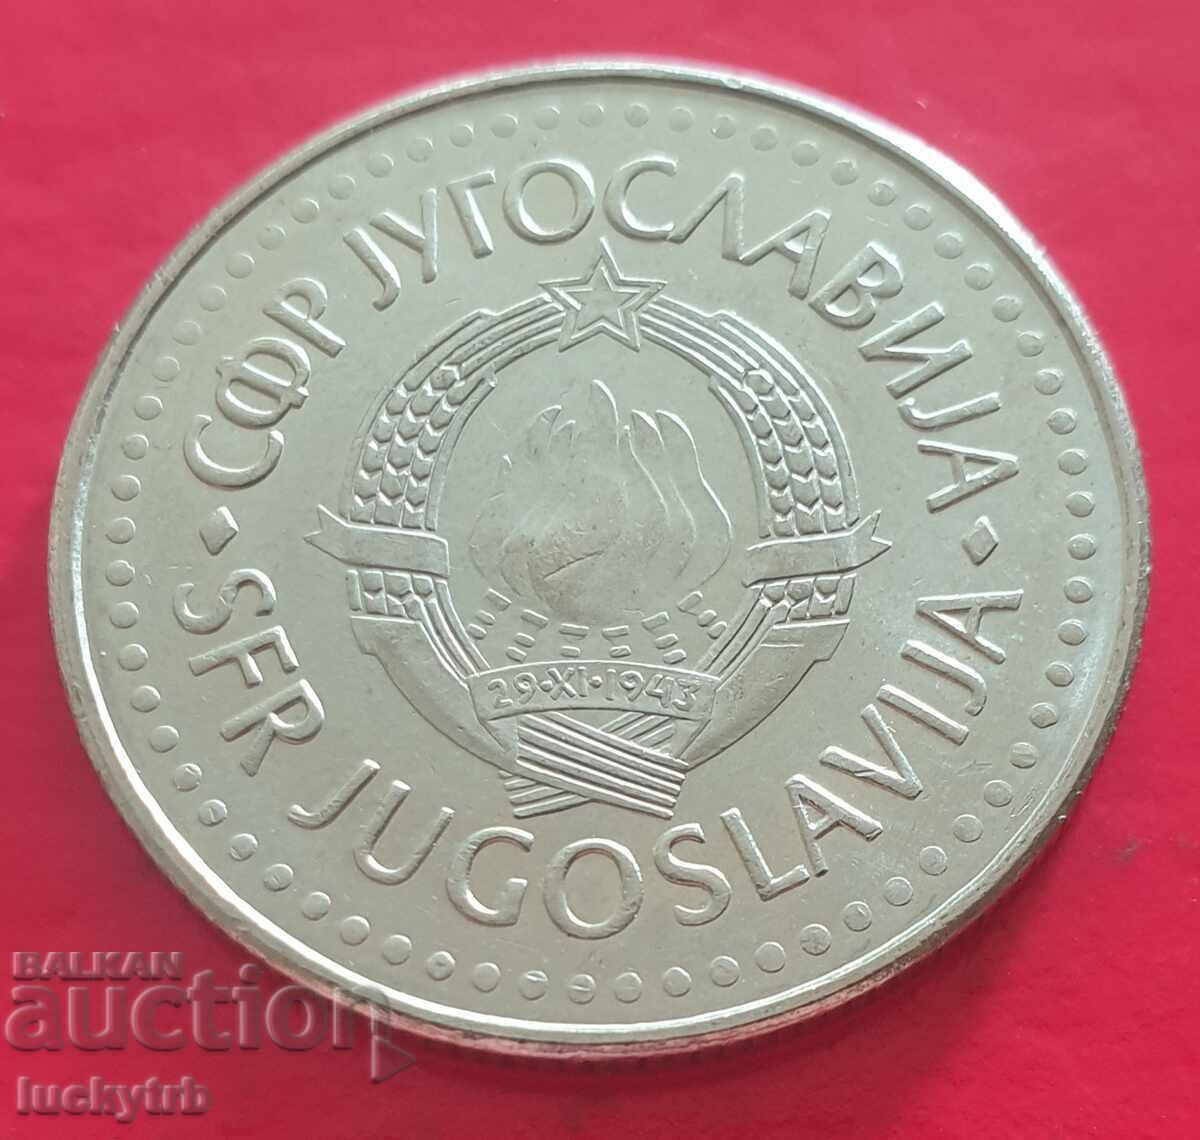 СФР ЈУГОСЛАВИЈА
29·XI·1943
SFR JUGOSLAVIJA
BALKAN
auction
luckytrb